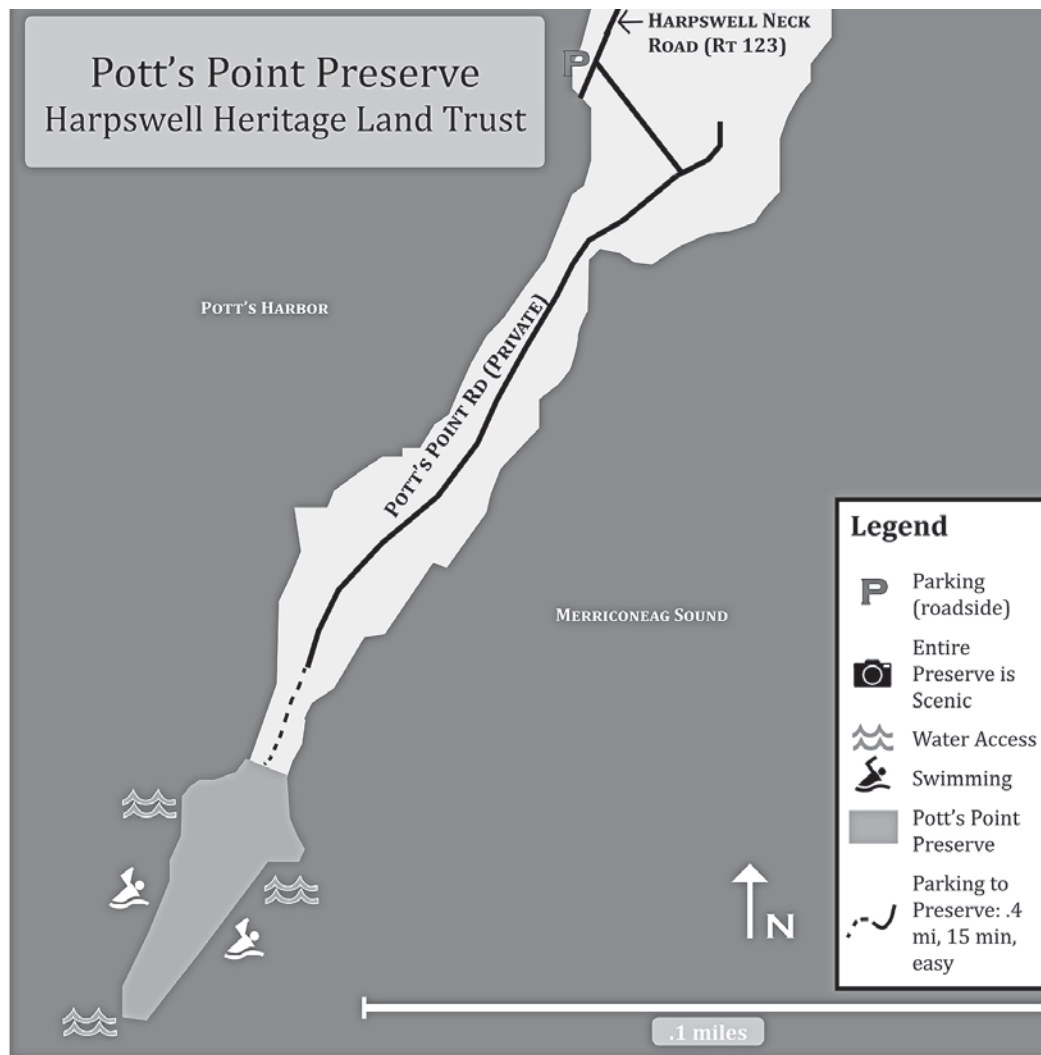 Pott's Point Preserve
Harpswell Heritage Land Trust
Harpswell Neck
Road (Rt 123)
P
Pott's Harbor
Pott's Point Rd (Private)
Merriconeag Sound
Legend
P Parking
(roadside)
Entire
Preserve is
Scenic
Water Access
Swimming
Pott's Point
Preserve
Parking to
Preserve: .4
mi, 15 min,
easy
N
.1 miles